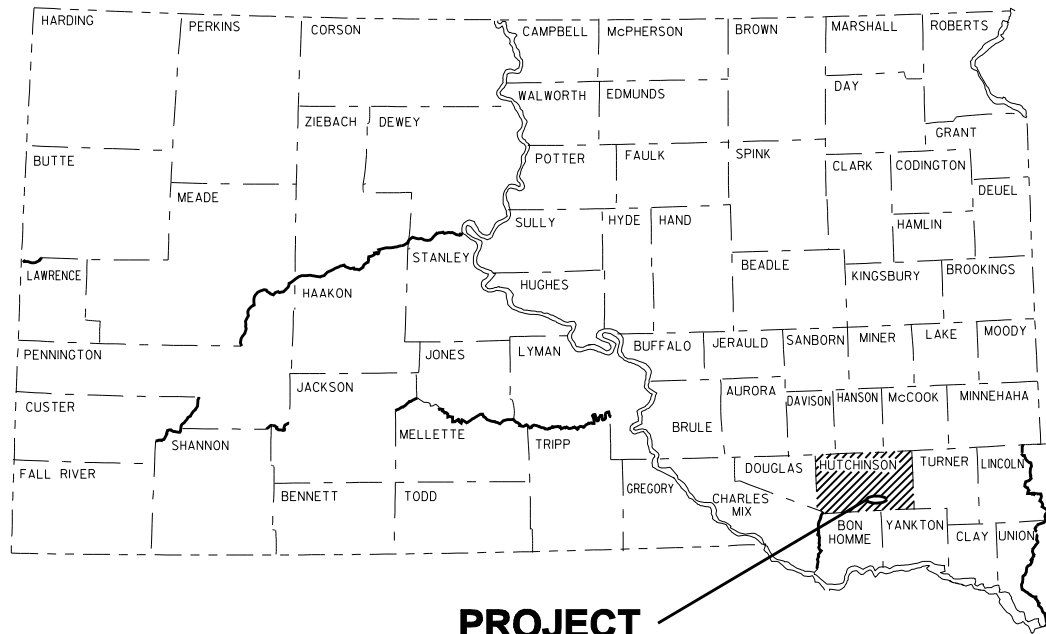 HARDING
PERKINS
CORSON
CAMPBELL
McPHERSON
BROWN
MARSHALL
ROBERTS
WALWORTH
EDMUNDS
DAY
ZIEBACH
DEWEY
GRANT
BUTTE
POTTER
FAULK
SPINK
CLARK
CODINGTON
MEADE
DEUEL
SULLY
HYDE
HAND
HAMLIN
LAWRENCE
STANLEY
BEADLE
KINGSBURY
BROOKINGS
HAAKON
HUGHES
PENNINGTON
JONES
LYMAN
BUFFALO
JERAULD
SANBORN
MINER
LAKE
MOODY
JACKSON
AURORA
DAVISON
HANSON
McCOOK
MINNEHAHA
CUSTER
SHANNON
MELLETTE
TRIPP
BRULE
FALL RIVER
DOUGLAS
HUTCHINSON
TURNER
LINCOLN
BENNETT
TODD
GREGORY
CHARLES
MIX
BON
HOMME
YANKTON
CLAY
UNION
PROJECT